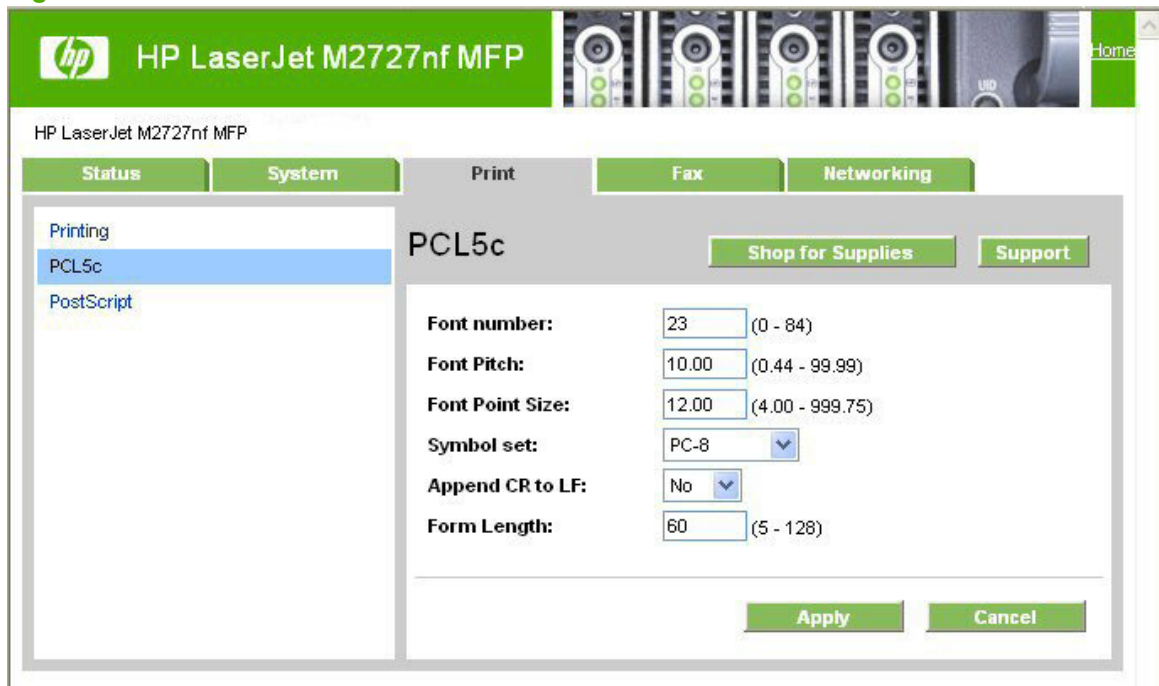 hp HP LaserJet M2727nf MFP
UID
Home
HP LaserJet M2727nf MFP
Status System Print Fax Networking
Printing
PCL5c
PostScript
PCL5c
Shop for Supplies Support
Font number: 23 (0 - 84)
Font Pitch: 10.00 (0.44 - 99.99)
Font Point Size: 12.00 (4.00 - 999.75)
Symbol set: PC-8
Append CR to LF: No
Form Length: 60 (5 - 128)
Apply Cancel